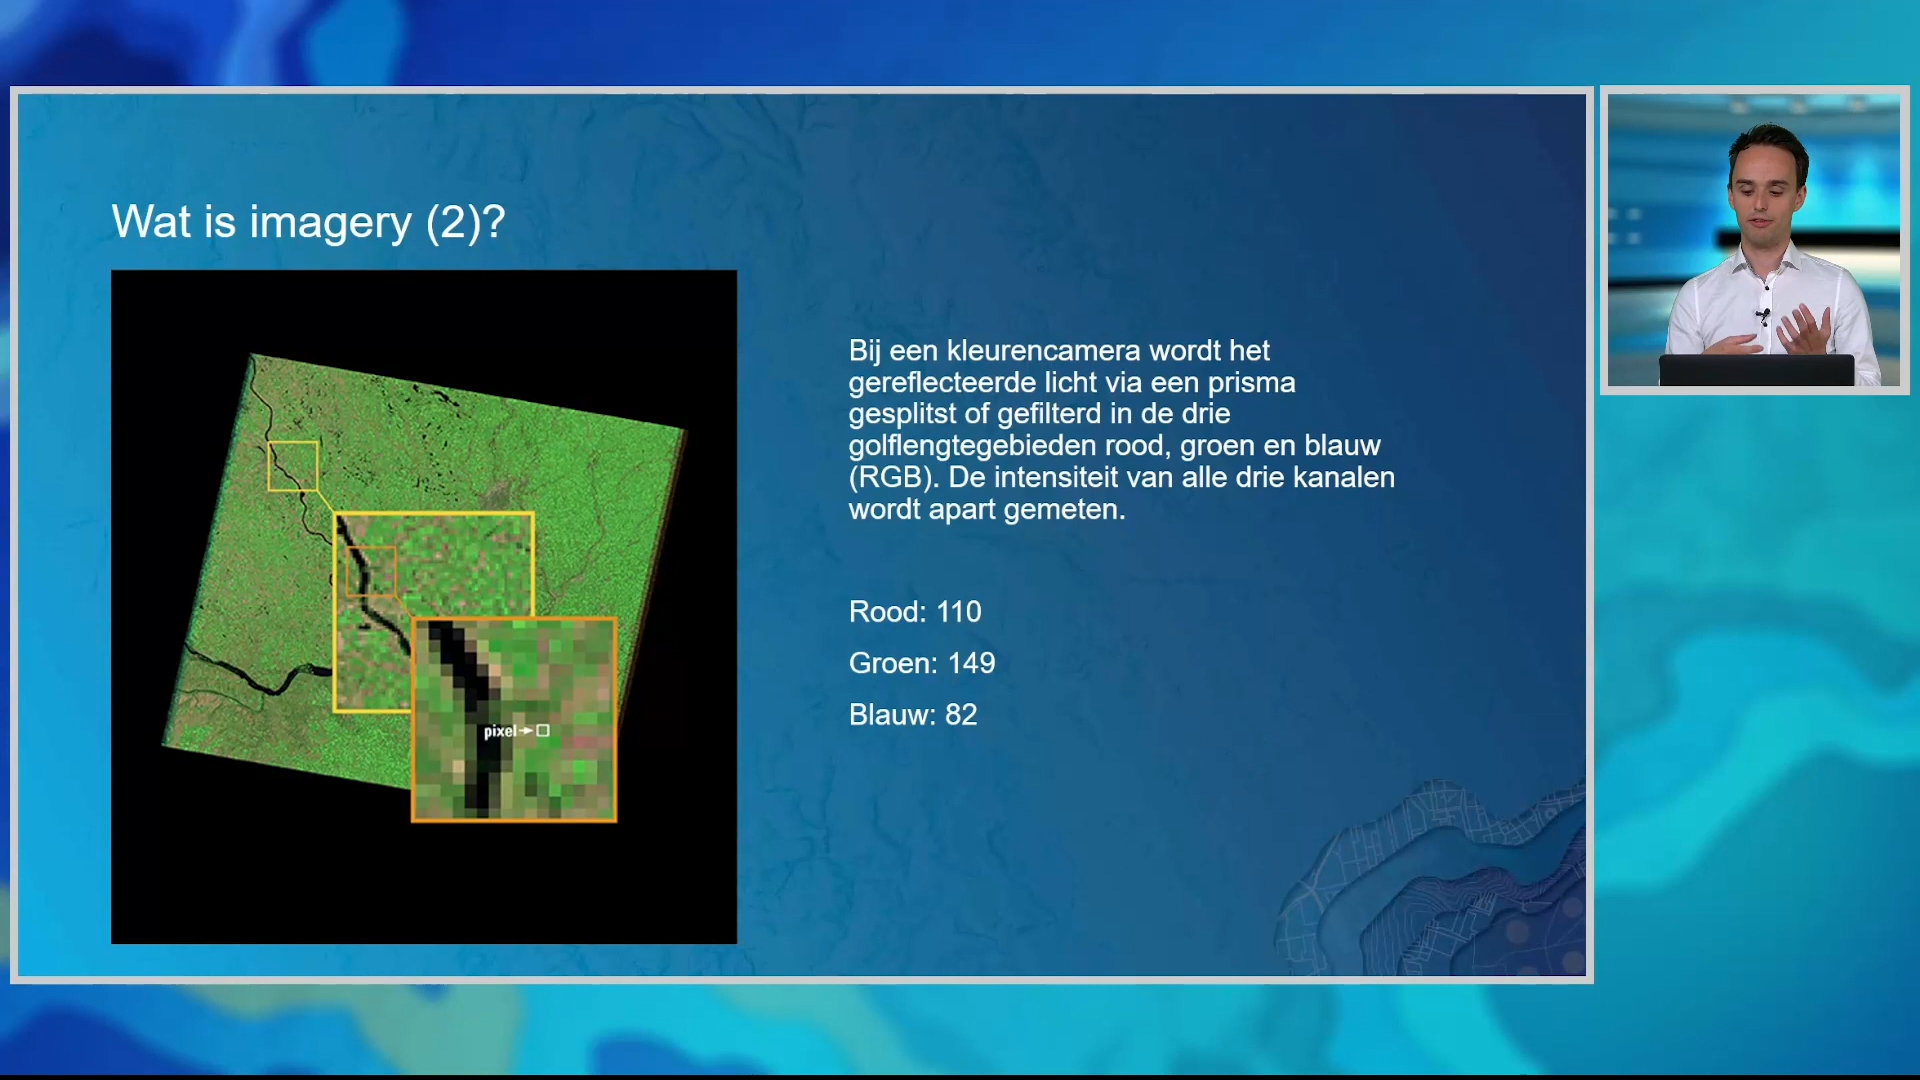 Wat is imagery (2)?
Bij een kleurencamera wordt het
gereflecteerde licht via een prisma
gesplitst of gefilterd in de drie
golflengtegebieden rood, groen en blauw
(RGB). De intensiteit van alle drie kanalen
wordt apart gemeten.
Rood: 110
Groen: 149
Blauw: 82
pixel